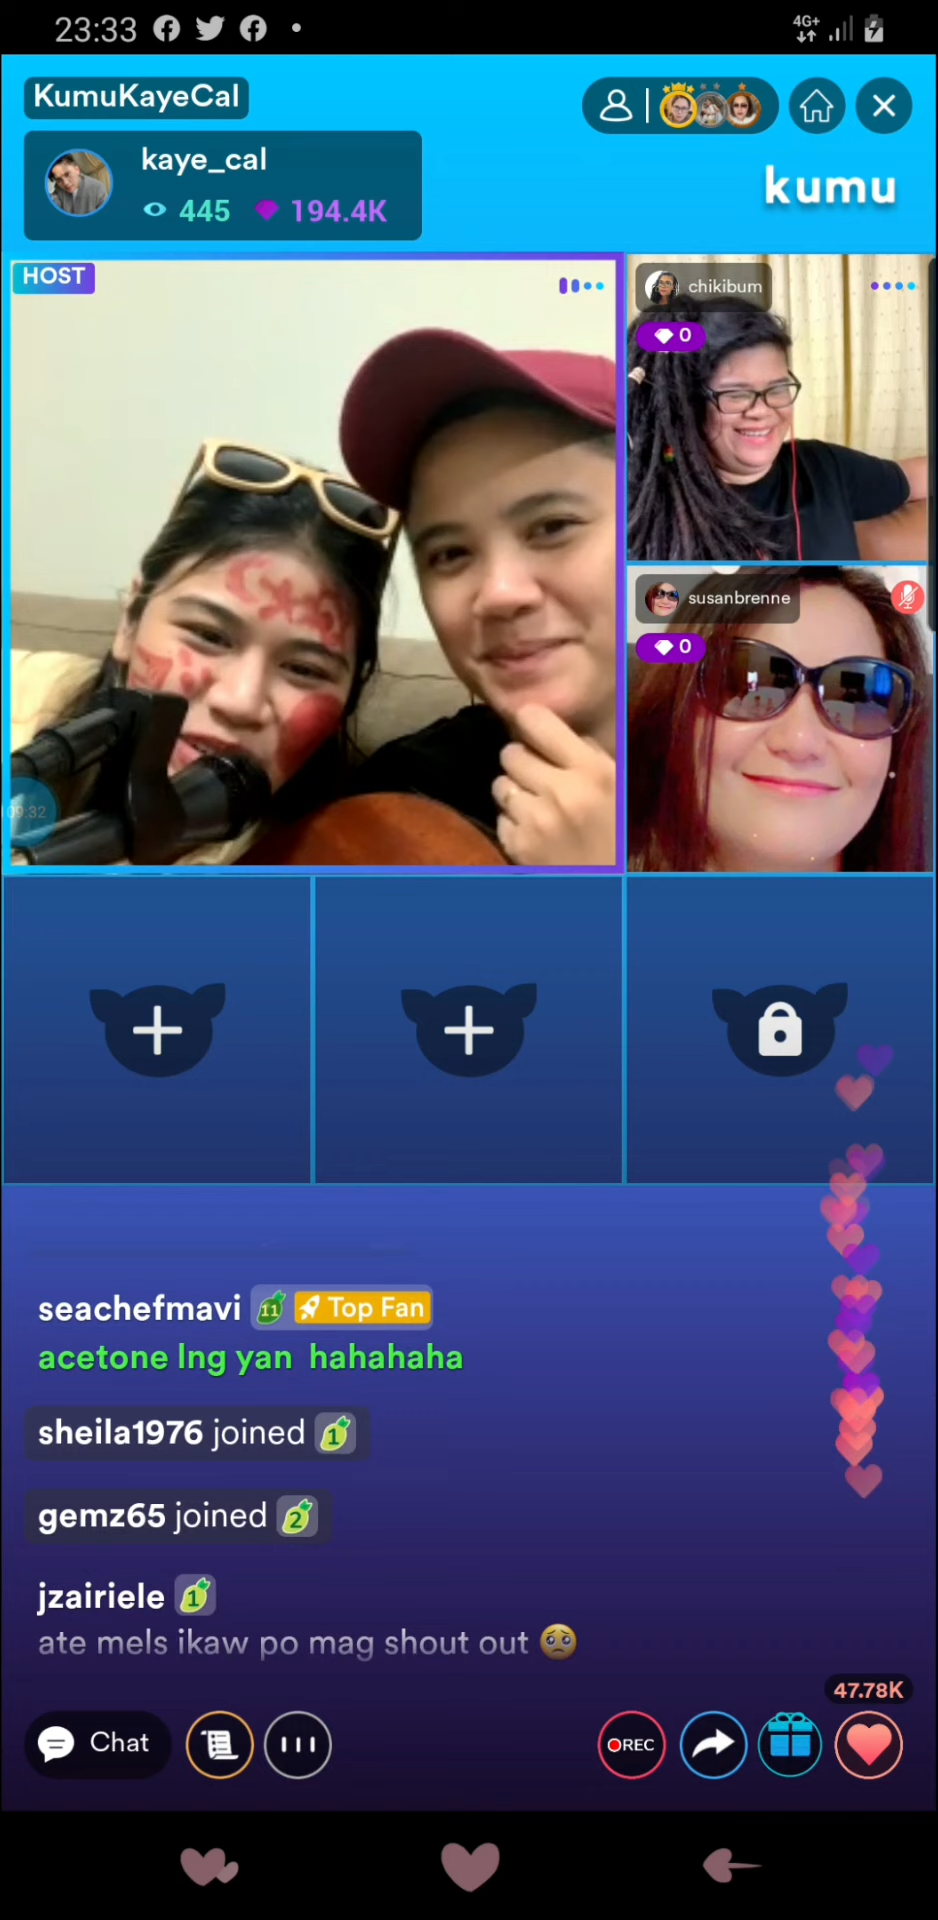 23:33
4G+
KumuKayeCal
kaye_cal
445 194.4K
kumu
HOST
chikibum
0
susanbrenne
0
09:32
seachefmavi 11 Top Fan
acetone lng yan hahahaha
sheila1976 joined 1
gemz65 joined 2
jzairiele 1
ate mels ikaw po mag shout out 🥺
47.78K
Chat
REC